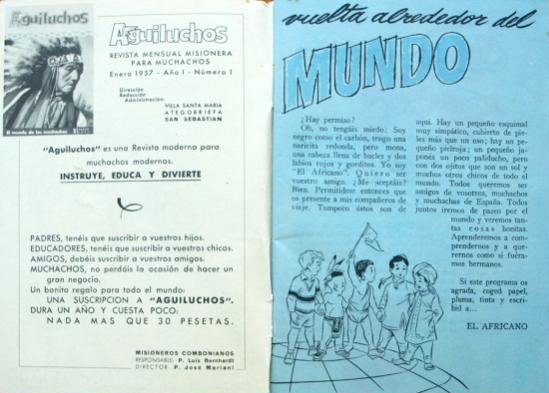 Aguiluchos
El mundo de los muchachos
Aguiluchos
REVISTA MENSUAL MISIONERA
PARA MUCHACHOS
Enero 1957 - Año I - Número 1
Dirección
Redacción
Administración:
VILLA SANTA MARIA
ATEGORRIETA
SAN SEBASTIAN
"Aguiluchos" es una Revista moderna para
muchachos modernos.
INSTRUYE, EDUCA Y DIVIERTE
PADRES, tenéis que suscribir a vuestros hijos.
EDUCADORES, tenéis que suscribir a vuestros chicos.
AMIGOS, debéis suscribir a vuestros amigos.
MUCHACHOS, no perdáis la ocasión de hacer un
gran negocio.
Un bonito regalo para todo el mundo:
UNA SUSCRIPCION A "AGUILUCHOS".
DURA UN AÑO Y CUESTA POCO:
NADA MAS QUE 30 PESETAS.
MISIONEROS COMBONIANOS
RESPONSABLE: P. Luis Bernhardt
DIRECTOR: P. José Mariani
vuelta alrededor del
MUNDO
¿Hay permiso?
Oh, no tengáis miedo: Soy
negro como el carbón, tengo una
naricita redonda, pero mona,
una cabeza llena de bucles y dos
labios rojos y gorditos. Yo soy
"El Africano". Quiero ser
vuestro amigo. ¿Me aceptáis?
Bien. Permitidme entonces que
os presente a mis compañeros de
viaje. Tampoco éstos son de
aquí. Hay un pequeño esquimal
muy simpático, cubierto de pie-
les más que un oso; hay un pe-
queño pielroja; un pequeño ja-
ponés un poco paliducho, pero
con dos ojitos que son un sol y
muchos otros chicos de todo el
mundo. Todos queremos ser
amigos de vosotros, muchachos
y muchachas de España. Todos
juntos iremos de paseo por el
mundo y veremos tan-
tas cosas bonitas.
Aprenderemos a com-
prendernos y a que-
rernos como si fuéra-
mos hermanos.
Si este programa os
agrada, coged papel,
pluma, tinta y escri-
bid a...
EL AFRICANO